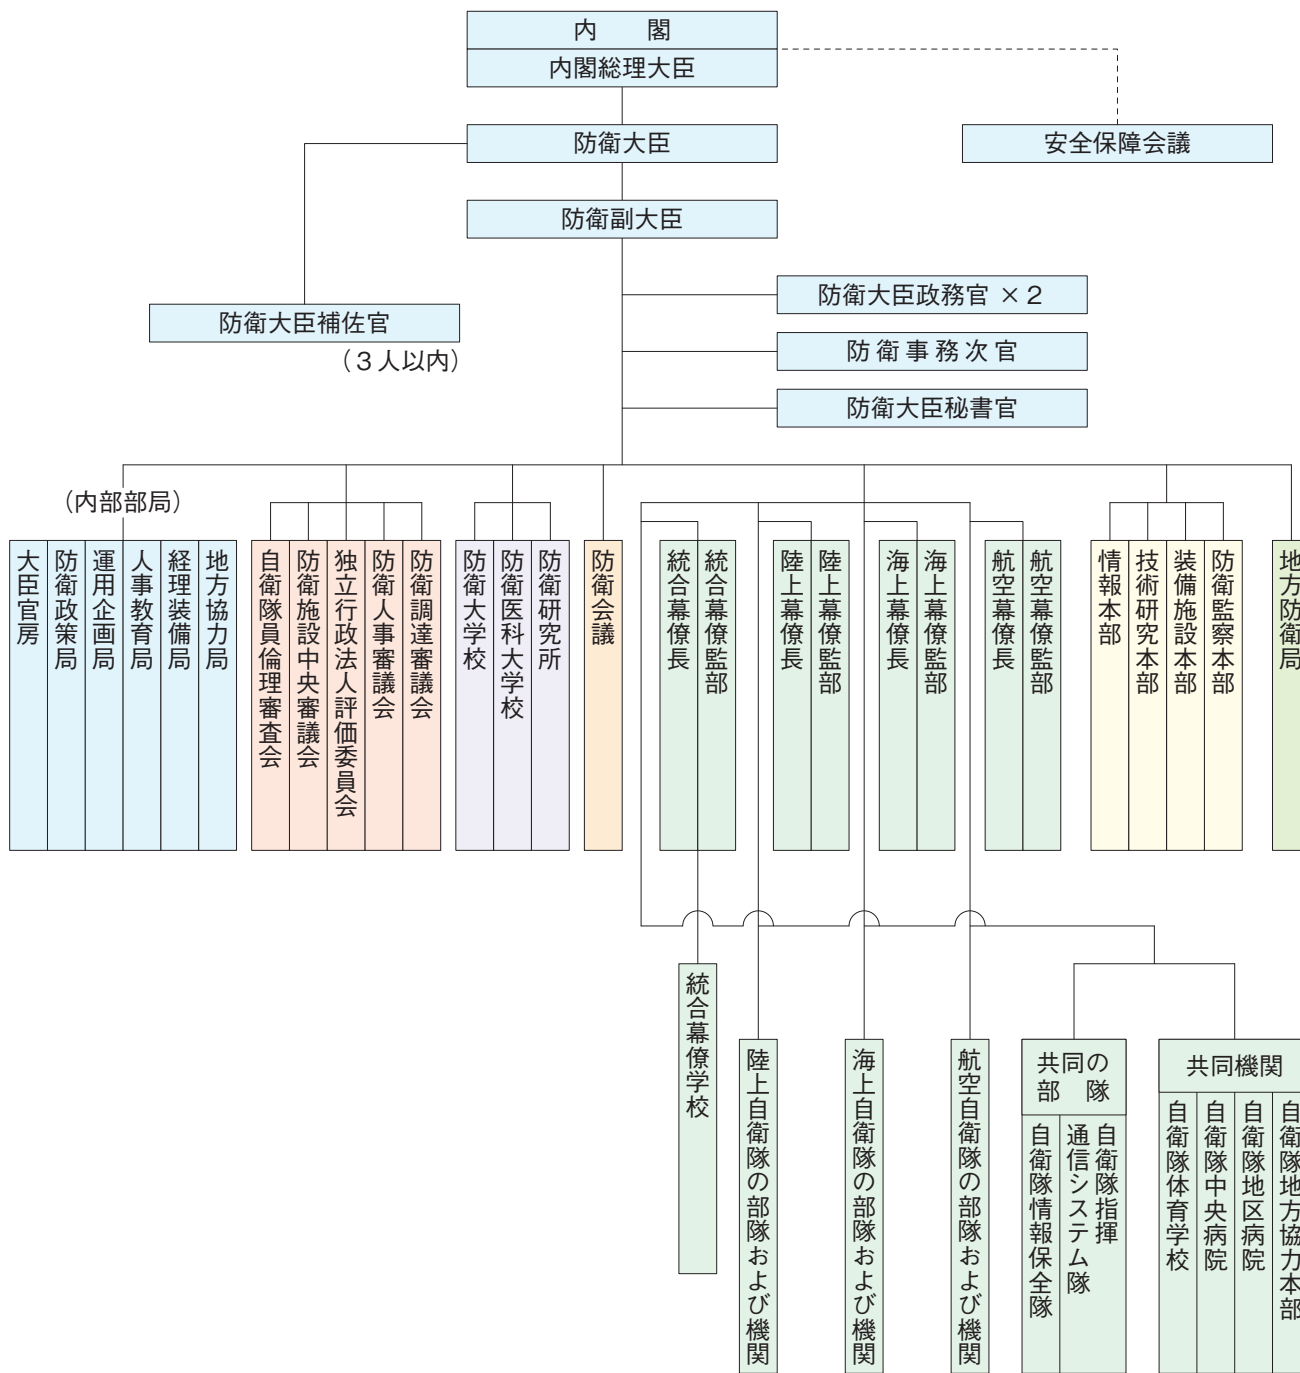 内　閣
内閣総理大臣
防衛大臣
安全保障会議
防衛副大臣
防衛大臣政務官 ×２
防衛大臣補佐官
（３人以内）
防衛事務次官
防衛大臣秘書官
（内部部局）
大臣官房
防衛政策局
運用企画局
人事教育局
経理装備局
地方協力局
自衛隊員倫理審査会
防衛施設中央審議会
独立行政法人評価委員会
防衛人事審議会
防衛調達審議会
防衛大学校
防衛医科大学校
防衛研究所
防衛会議
統合幕僚長
統合幕僚監部
陸上幕僚長
陸上幕僚監部
海上幕僚長
海上幕僚監部
航空幕僚長
航空幕僚監部
情報本部
技術研究本部
装備施設本部
防衛監察本部
地方防衛局
統合幕僚学校
陸上自衛隊の部隊および機関
海上自衛隊の部隊および機関
航空自衛隊の部隊および機関
共同の
部　隊
自衛隊情報保全隊
自衛隊指揮
通信システム隊
共同機関
自衛隊体育学校
自衛隊中央病院
自衛隊地区病院
自衛隊地方協力本部